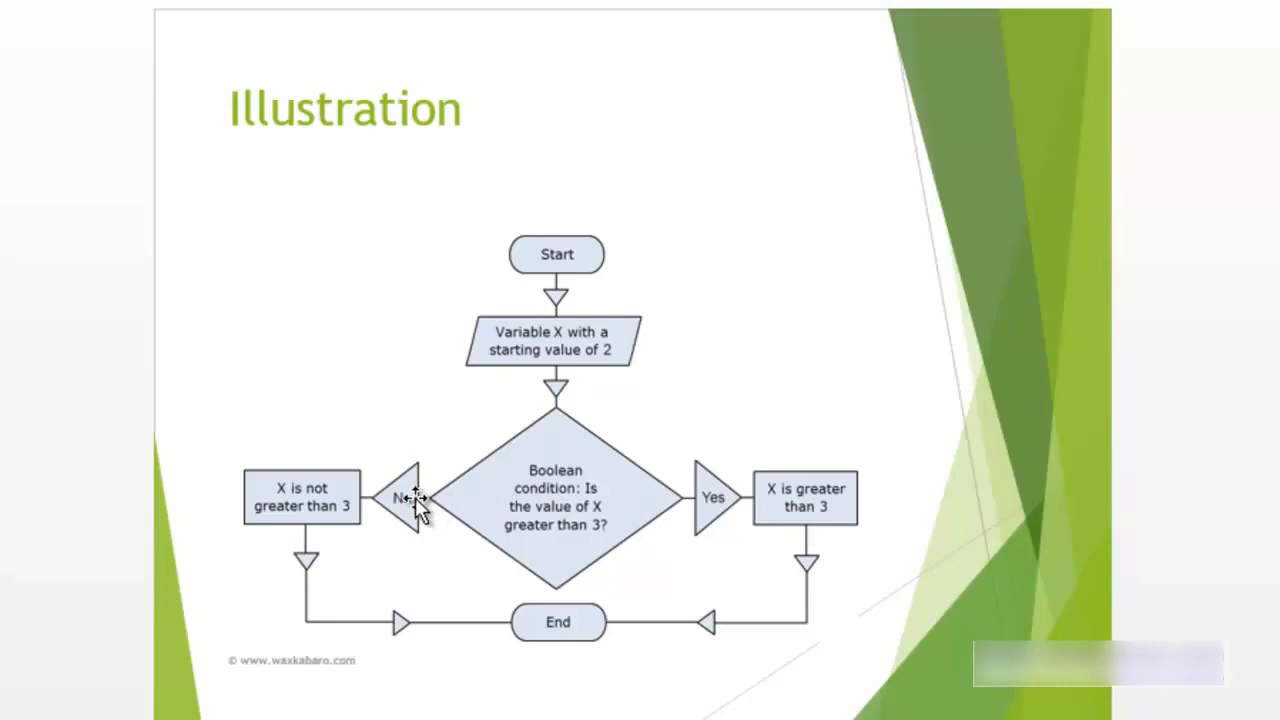 Illustration
Start
Variable X with a
starting value of 2
Boolean
condition: Is
the value of X
greater than 3?
X is not
greater than 3
Yes
X is greater
than 3
End
© www.waxkabaro.com